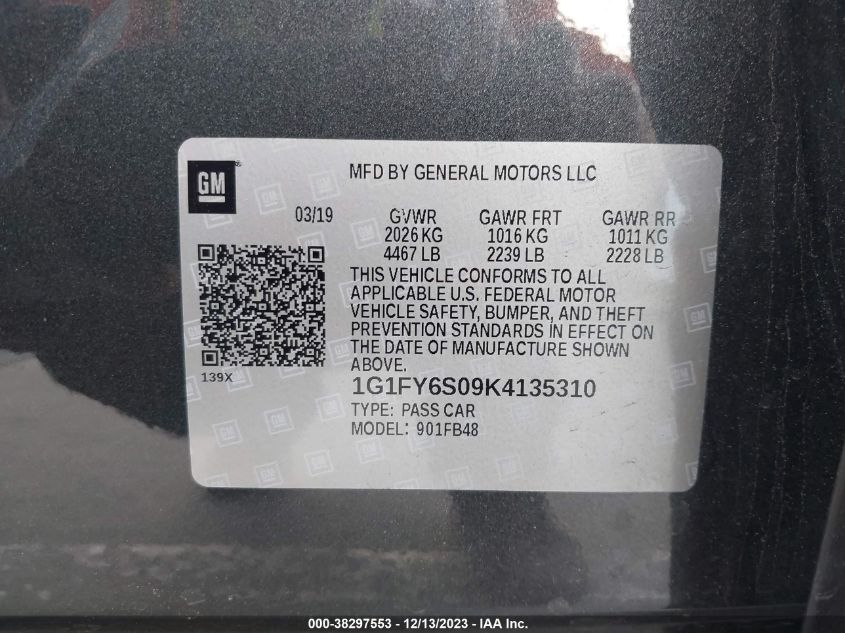 GM
MFD BY GENERAL MOTORS LLC
03/19 GVWR GAWR FRT GAWR RR
2026 KG 1016 KG 1011 KG
4467 LB 2239 LB 2228 LB
THIS VEHICLE CONFORMS TO ALL
APPLICABLE U.S. FEDERAL MOTOR
VEHICLE SAFETY, BUMPER, AND THEFT
PREVENTION STANDARDS IN EFFECT ON
THE DATE OF MANUFACTURE SHOWN
ABOVE.
139X
1G1FY6S09K4135310
TYPE: PASS CAR
MODEL: 901FB48
000-38297553 - 12/13/2023 - IAA Inc.